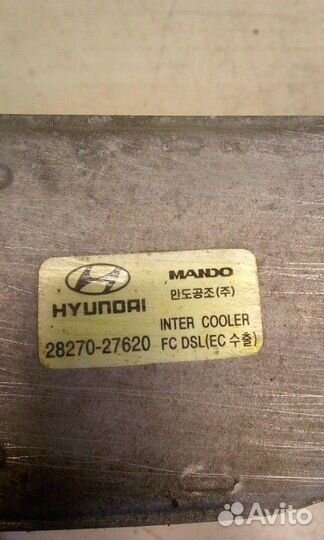 HYUNDAI
28270-27620
MANDO
만도공조(주)
INTER COOLER
FC DSL(EC 수출)
Avito